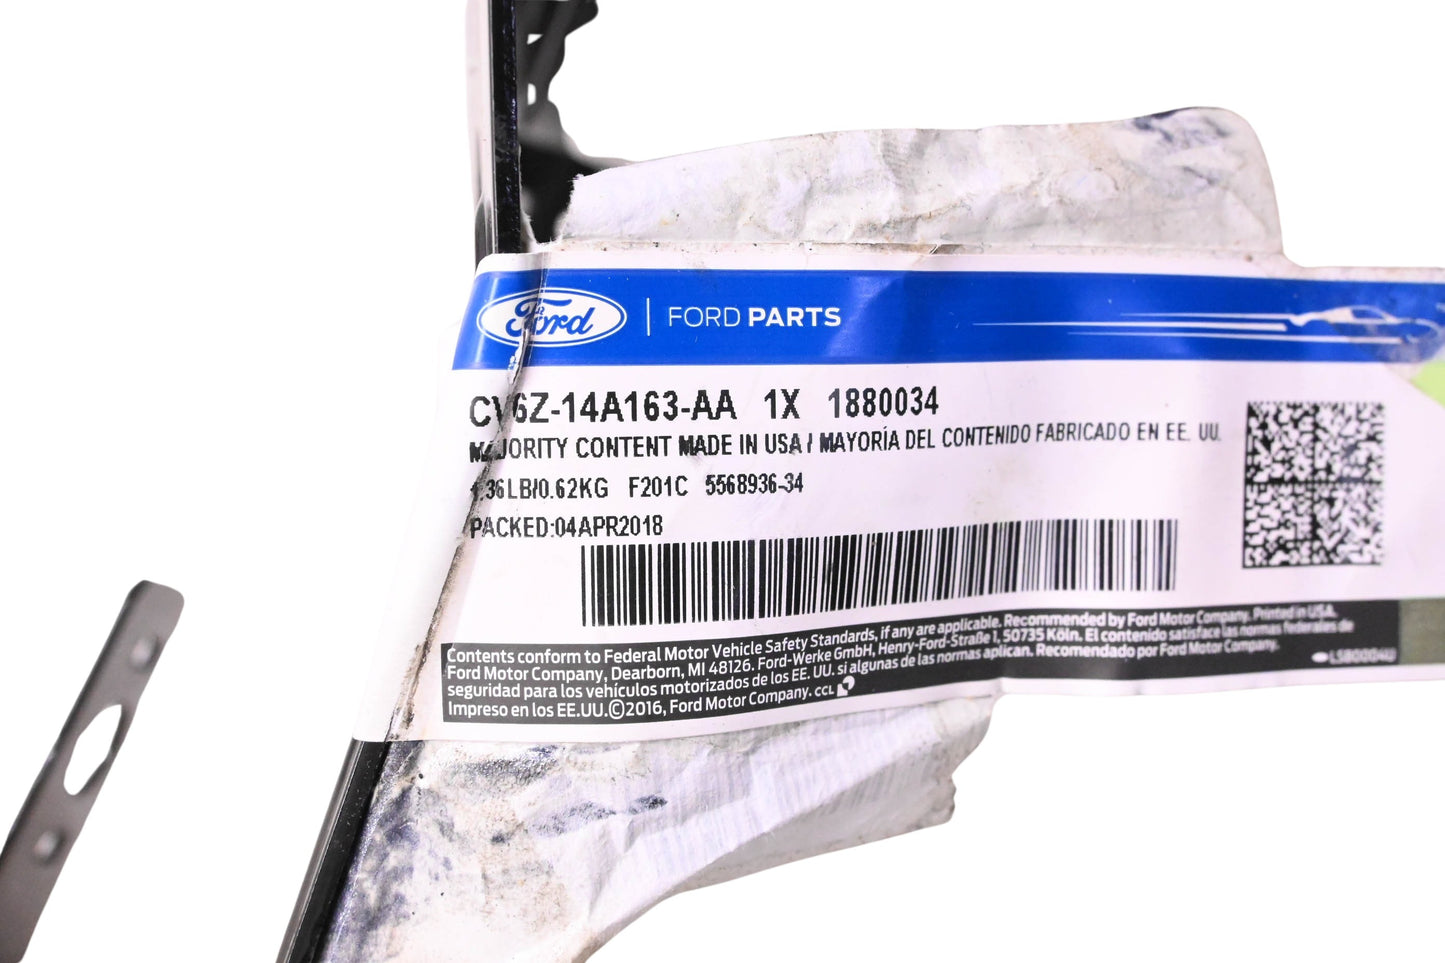 Ford | FORD PARTS
CV6Z-14A163-AA 1X 1880034
MAJORITY CONTENT MADE IN USA / MAYORÍA DEL CONTENIDO FABRICADO EN EE. UU.
1.36LB/0.62KG F201C 5568936-34
PACKED:04APR2018
Contents conform to Federal Motor Vehicle Safety Standards, if any are applicable. Recommended by Ford Motor Company. Printed in USA.
Ford Motor Company, Dearborn, MI 48126. Ford-Werke GmbH, Henry-Ford-Straße 1, 50735 Köln. El contenido satisface las normas federales de
seguridad para los vehículos motorizados de los EE. UU. si algunas de las normas aplican. Recomendado por Ford Motor Company.
Impreso en los EE.UU.©2016, Ford Motor Company. CCL
LSB0004U